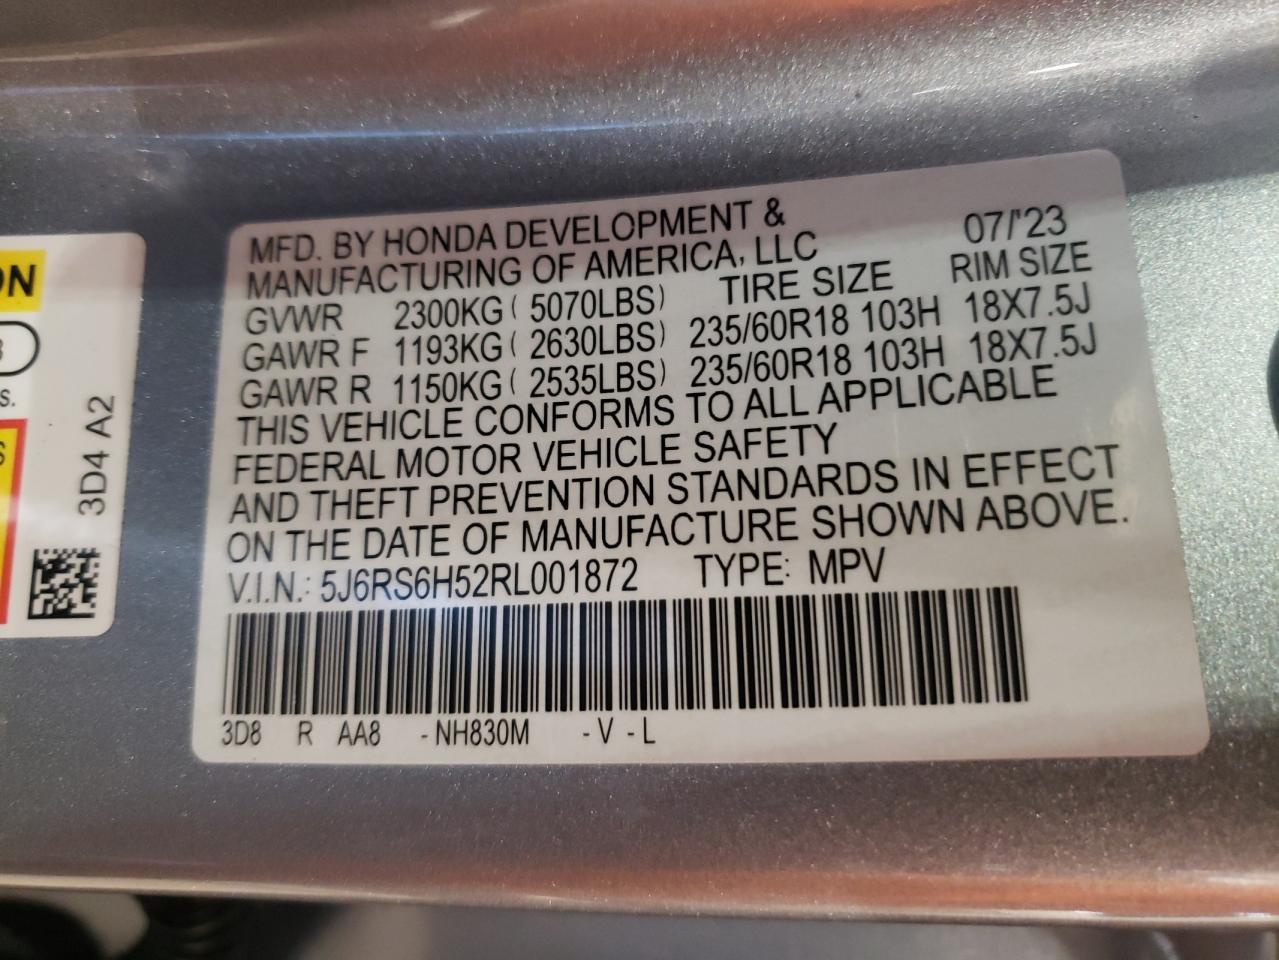 MFD. BY HONDA DEVELOPMENT & 07/'23
MANUFACTURING OF AMERICA, LLC
GVWR 2300KG ( 5070LBS) TIRE SIZE RIM SIZE
GAWR F 1193KG ( 2630LBS) 235/60R18 103H 18X7.5J
GAWR R 1150KG ( 2535LBS) 235/60R18 103H 18X7.5J
THIS VEHICLE CONFORMS TO ALL APPLICABLE
FEDERAL MOTOR VEHICLE SAFETY
AND THEFT PREVENTION STANDARDS IN EFFECT
ON THE DATE OF MANUFACTURE SHOWN ABOVE.
V.I.N.: 5J6RS6H52RL001872 TYPE: MPV
3D8 R AA8 -NH830M -V -L
ON
S.
S
3D4 A2